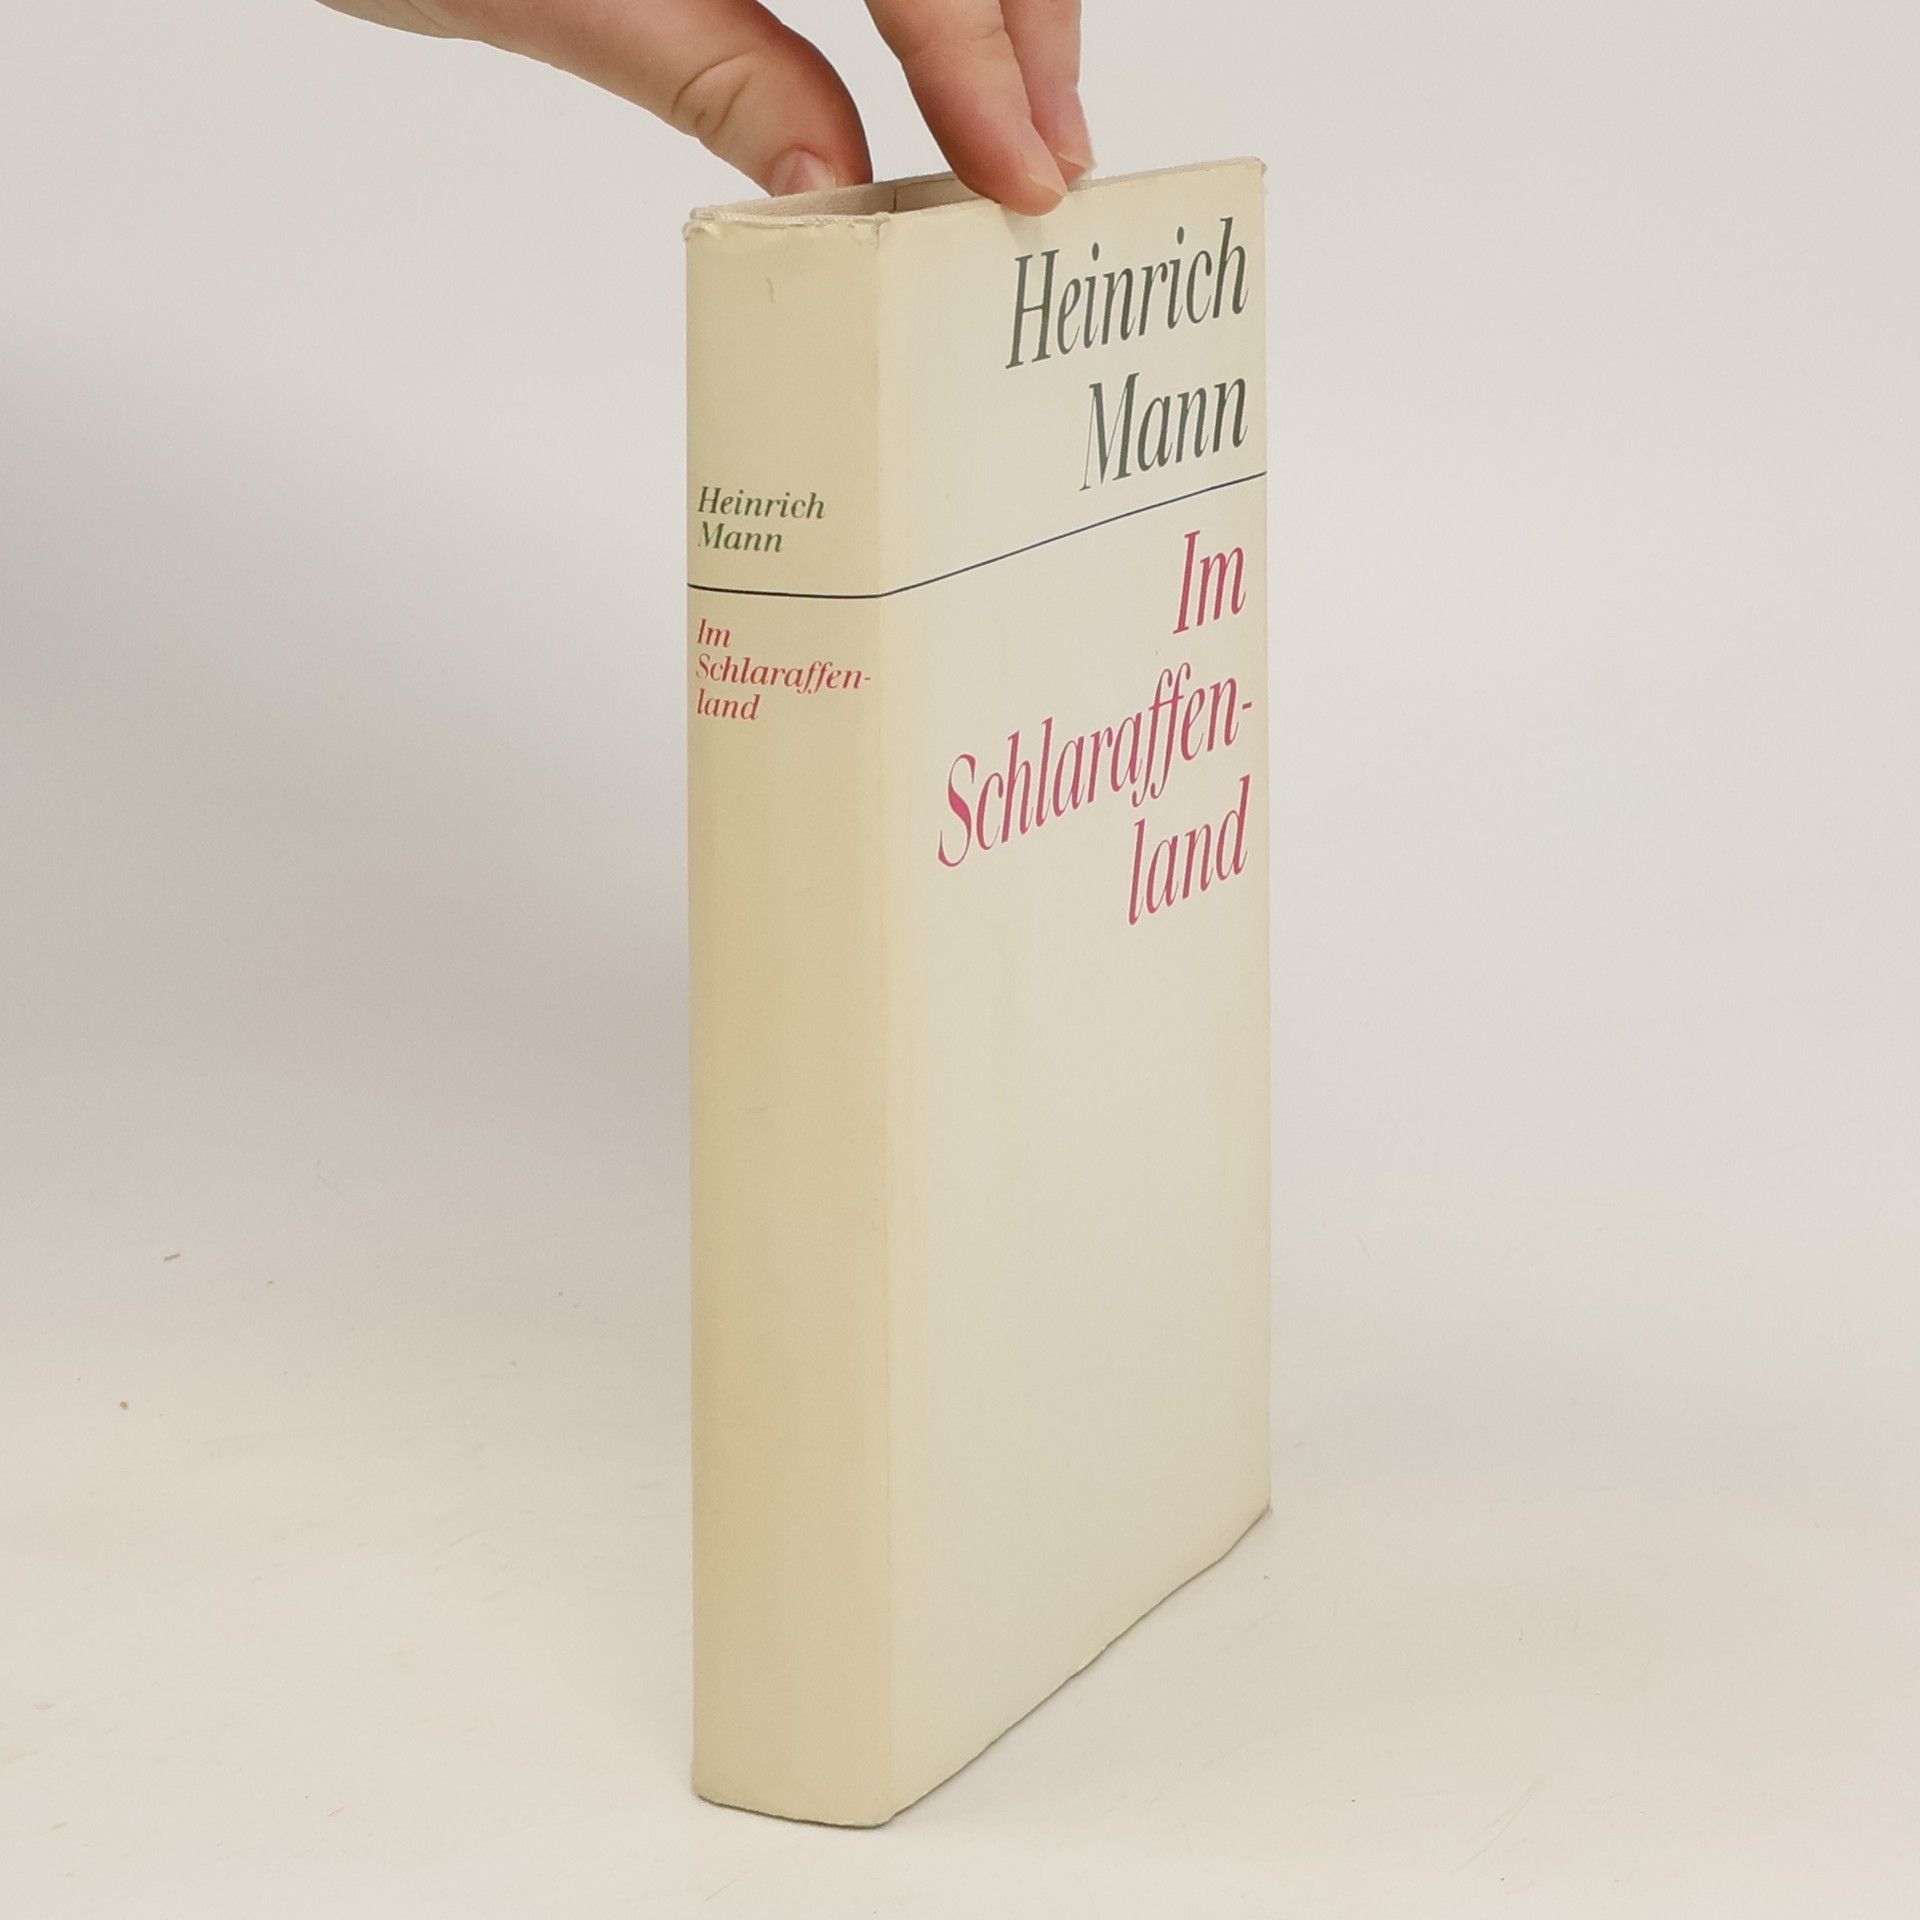 Heinrich
Mann
Im
Schlaraffen-
land
Heinrich
Mann
Im
Schlaraffen-
land